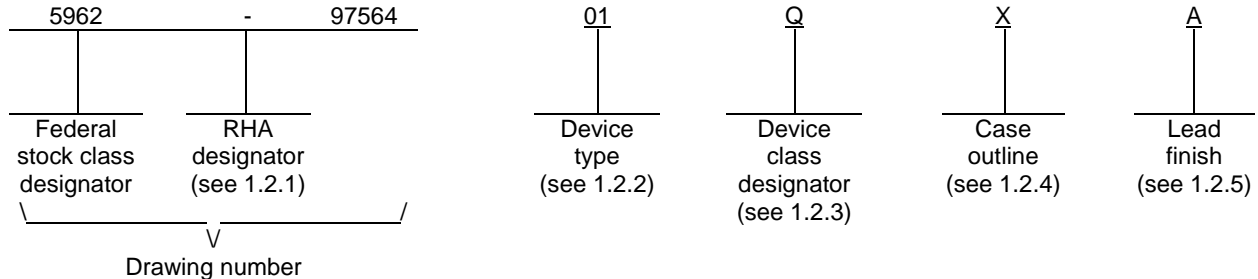 5962 - 97564 01 Q X A
Federal stock class designator
RHA designator (see 1.2.1)
Device type (see 1.2.2)
Device class designator (see 1.2.3)
Case outline (see 1.2.4)
Lead finish (see 1.2.5)
Drawing number